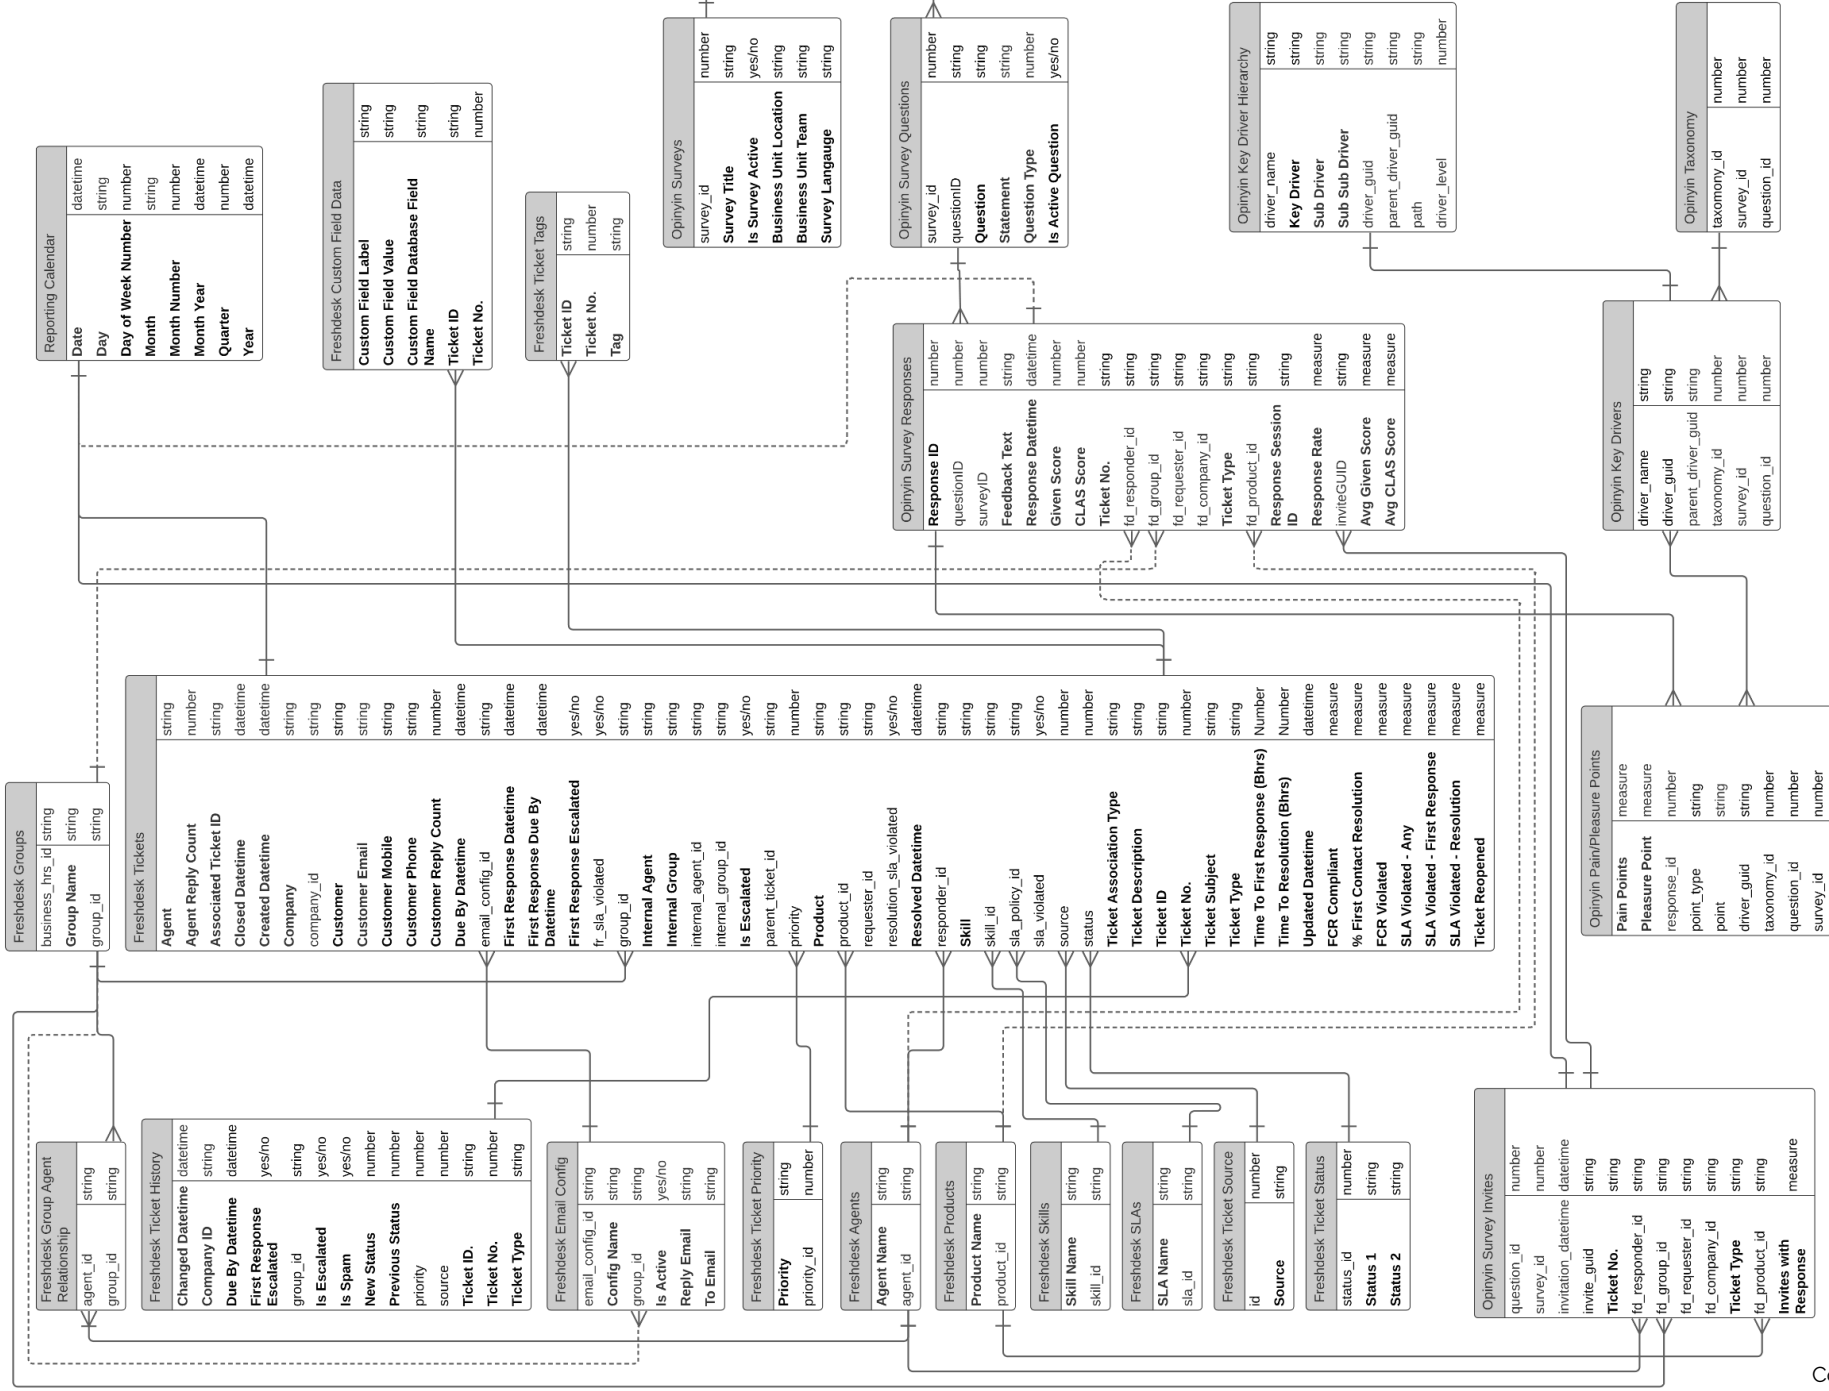 Reporting Calendar
Date datetime
Day string
Day of Week Number number
Month string
Month Number number
Month Year datetime
Quarter number
Year datetime
Freshdesk Custom Field Data
Custom Field Label string
Custom Field Value string
Custom Field Database Field
Name string
Ticket ID string
Ticket No. number
Freshdesk Ticket Tags
Ticket ID string
Ticket No. number
Tag string
Opinyin Surveys
survey_id number
Survey Title string
Is Survey Active yes/no
Business Unit Location string
Business Unit Team string
Survey Langauge string
Opinyin Survey Questions
survey_id number
questionID string
Question string
Statement string
Question Type number
Is Active Question yes/no
Opinyin Key Driver Hierarchy
driver_name string
Key Driver string
Sub Driver string
Sub Sub Driver string
driver_guid string
parent_driver_guid string
path string
driver_level number
Opinyin Taxonomy
taxomony_id number
survey_id number
question_id number
Opinyin Survey Responses
Response ID number
questionID number
surveyID number
Feedback Text string
Response Datetime datetime
Given Score number
CLAS Score number
Ticket No. string
fd_responder_id string
fd_group_id string
fd_requester_id string
fd_company_id string
Ticket Type string
fd_product_id string
Response Session
ID string
Response Rate measure
inviteGUID string
Avg Given Score measure
Avg CLAS Score measure
Opinyin Key Drivers
driver_name string
driver_guid string
parent_driver_guid string
taxomony_id number
survey_id number
question_id number
Freshdesk Groups
business_hrs_id string
Group Name string
group_id string
Freshdesk Tickets
Agent string
Agent Reply Count number
Associated Ticket ID string
Closed Datetime datetime
Created Datetime datetime
Company string
company_id string
Customer string
Customer Email string
Customer Mobile string
Customer Phone string
Customer Reply Count number
Due By Datetime datetime
email_config_id string
First Response Datetime datetime
First Response Due By
Datetime datetime
First Response Escalated yes/no
fr_sla_violated yes/no
group_id string
Internal Agent string
Internal Group string
internal_agent_id string
internal_group_id string
Is Escalated yes/no
parent_ticket_id string
priority number
Product string
product_id string
requester_id string
resolution_sla_violated yes/no
Resolved Datetime datetime
responder_id string
Skill string
skill_id string
sla_policy_id string
sla_violated yes/no
source number
status number
Ticket Association Type string
Ticket Description string
Ticket ID string
Ticket No. number
Ticket Subject string
Ticket Type string
Time To First Response (Bhrs) Number
Time To Resolution (Bhrs) Number
Updated Datetime datetime
FCR Compliant measure
% First Contact Resolution measure
FCR Violated measure
SLA Violated - Any measure
SLA Violated - First Response measure
SLA Violated - Resolution measure
Ticket Reopened measure
Opinyin Pain/Pleasure Points
Pain Points measure
Pleasure Point measure
response_id number
point_type string
point string
driver_guid string
taxomony_id number
question_id number
survey_id number
Freshdesk Group Agent
Relationship
agent_id string
group_id string
Freshdesk Ticket History
Changed Datetime datetime
Company ID string
Due By Datetime datetime
First Response
Escalated yes/no
group_id string
Is Escalated yes/no
Is Spam yes/no
New Status number
Previous Status number
priority number
source number
Ticket ID. string
Ticket No. number
Ticket Type string
Freshdesk Email Config
email_config_id string
Config Name string
group_id string
Is Active yes/no
Reply Email string
To Email string
Freshdesk Ticket Priority
Priority string
priority_id number
Freshdesk Agents
Agent Name string
agent_id string
Freshdesk Products
Product Name string
product_id string
Freshdesk Skills
Skill Name string
skill_id string
Freshdesk SLAs
SLA Name string
sla_id string
Freshdesk Ticket Source
id number
Source string
Freshdesk Ticket Status
status_id number
Status 1 string
Status 2 string
Opinyin Survey Invites
question_id number
survey_id number
invitation_datetime datetime
invite_guid string
Ticket No. string
fd_responder_id string
fd_group_id string
fd_requester_id string
fd_company_id string
Ticket Type string
fd_product_id string
Invites with
Response measure